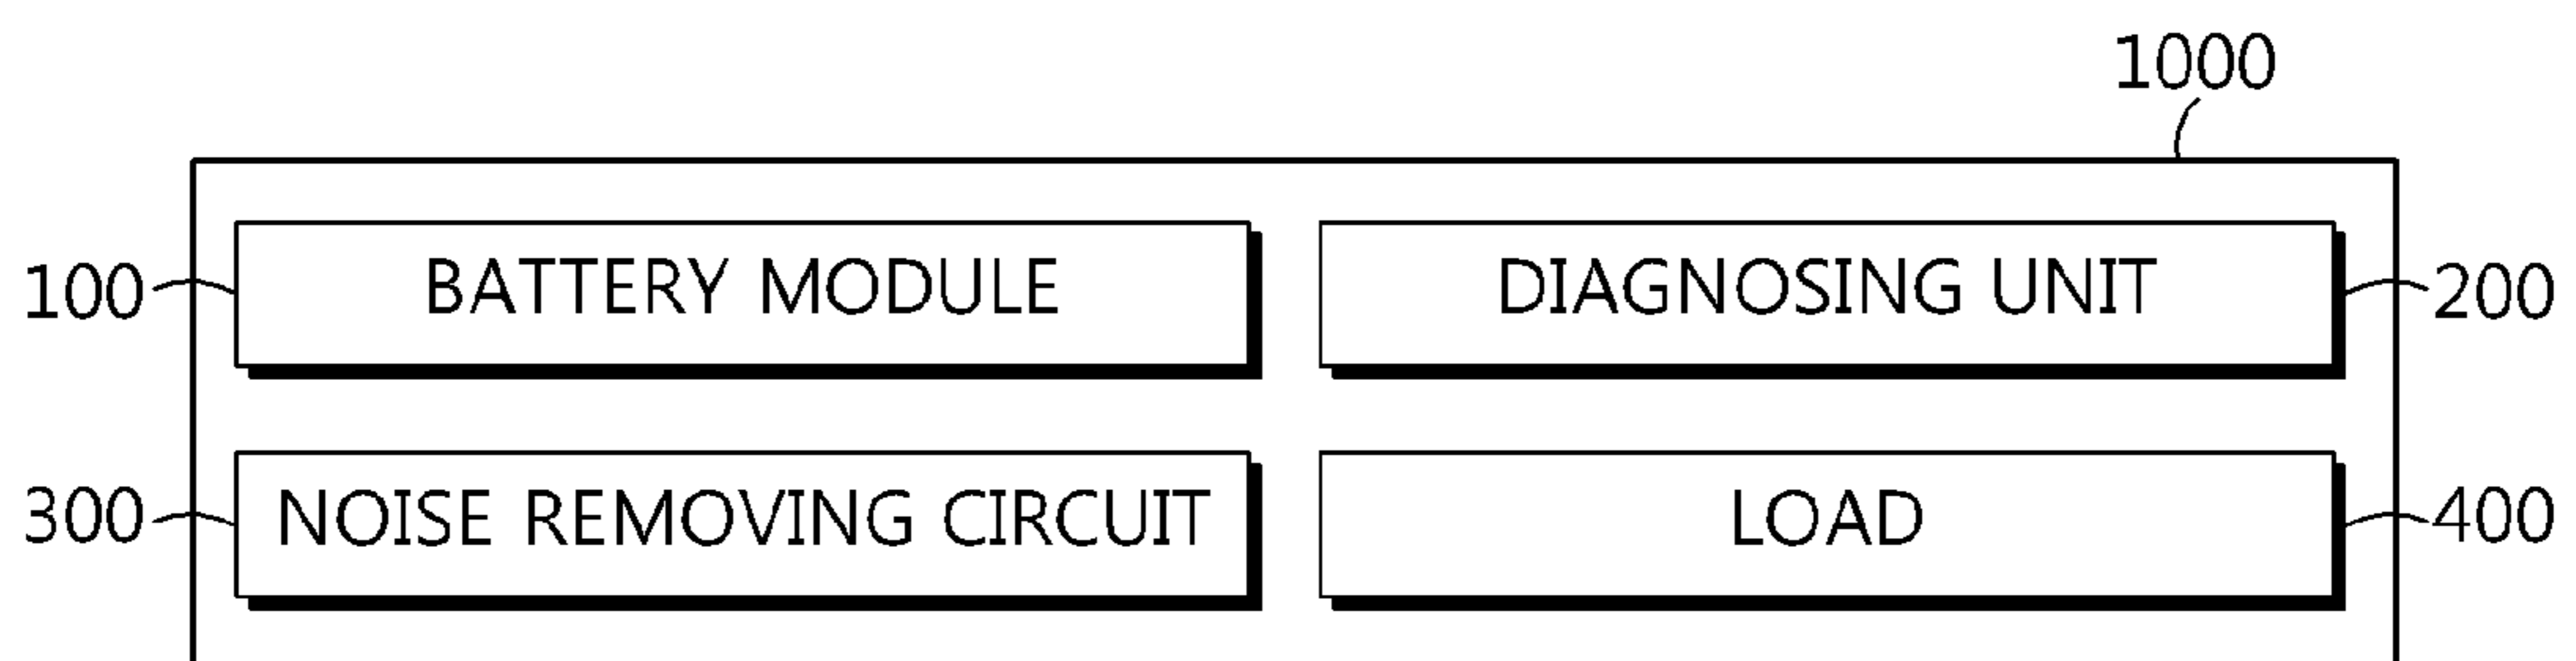 1000
100 BATTERY MODULE DIAGNOSING UNIT 200
300 NOISE REMOVING CIRCUIT LOAD 400